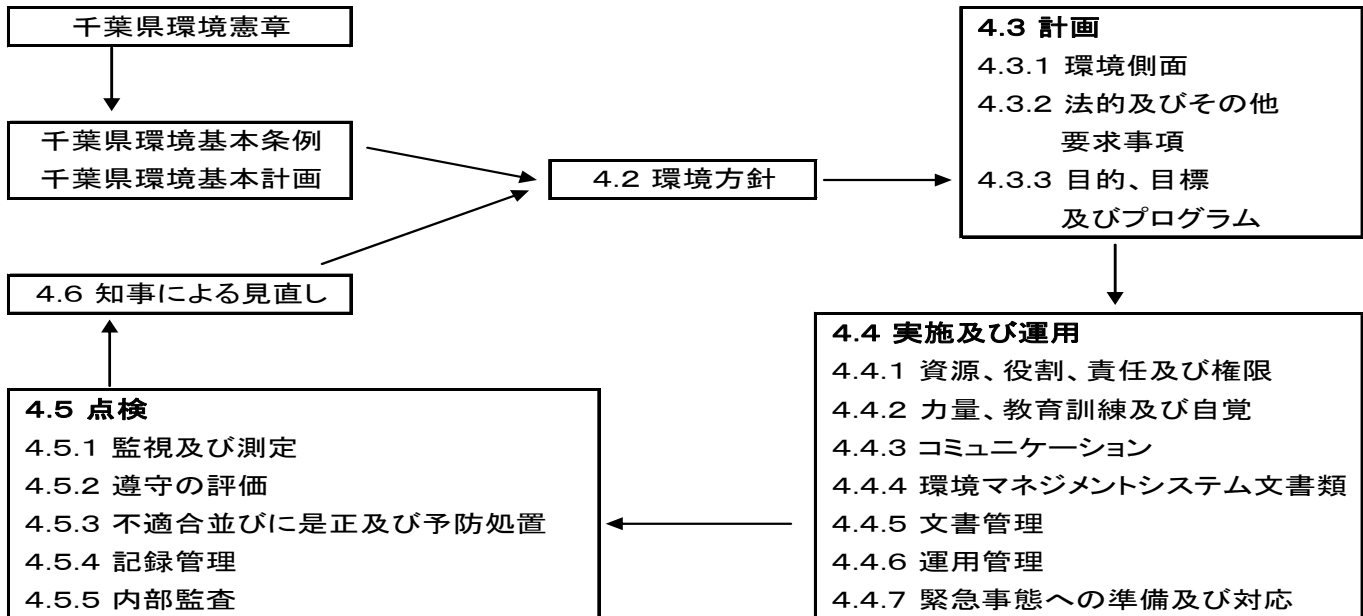 千葉県環境憲章
千葉県環境基本条例
千葉県環境基本計画
4.2 環境方針
4.3 計画
4.3.1 環境側面
4.3.2 法的及びその他
要求事項
4.3.3 目的、目標
及びプログラム
4.6 知事による見直し
4.4 実施及び運用
4.4.1 資源、役割、責任及び権限
4.4.2 力量、教育訓練及び自覚
4.4.3 コミュニケーション
4.4.4 環境マネジメントシステム文書類
4.4.5 文書管理
4.4.6 運用管理
4.4.7 緊急事態への準備及び対応
4.5 点検
4.5.1 監視及び測定
4.5.2 遵守の評価
4.5.3 不適合並びに是正及び予防処置
4.5.4 記録管理
4.5.5 内部監査